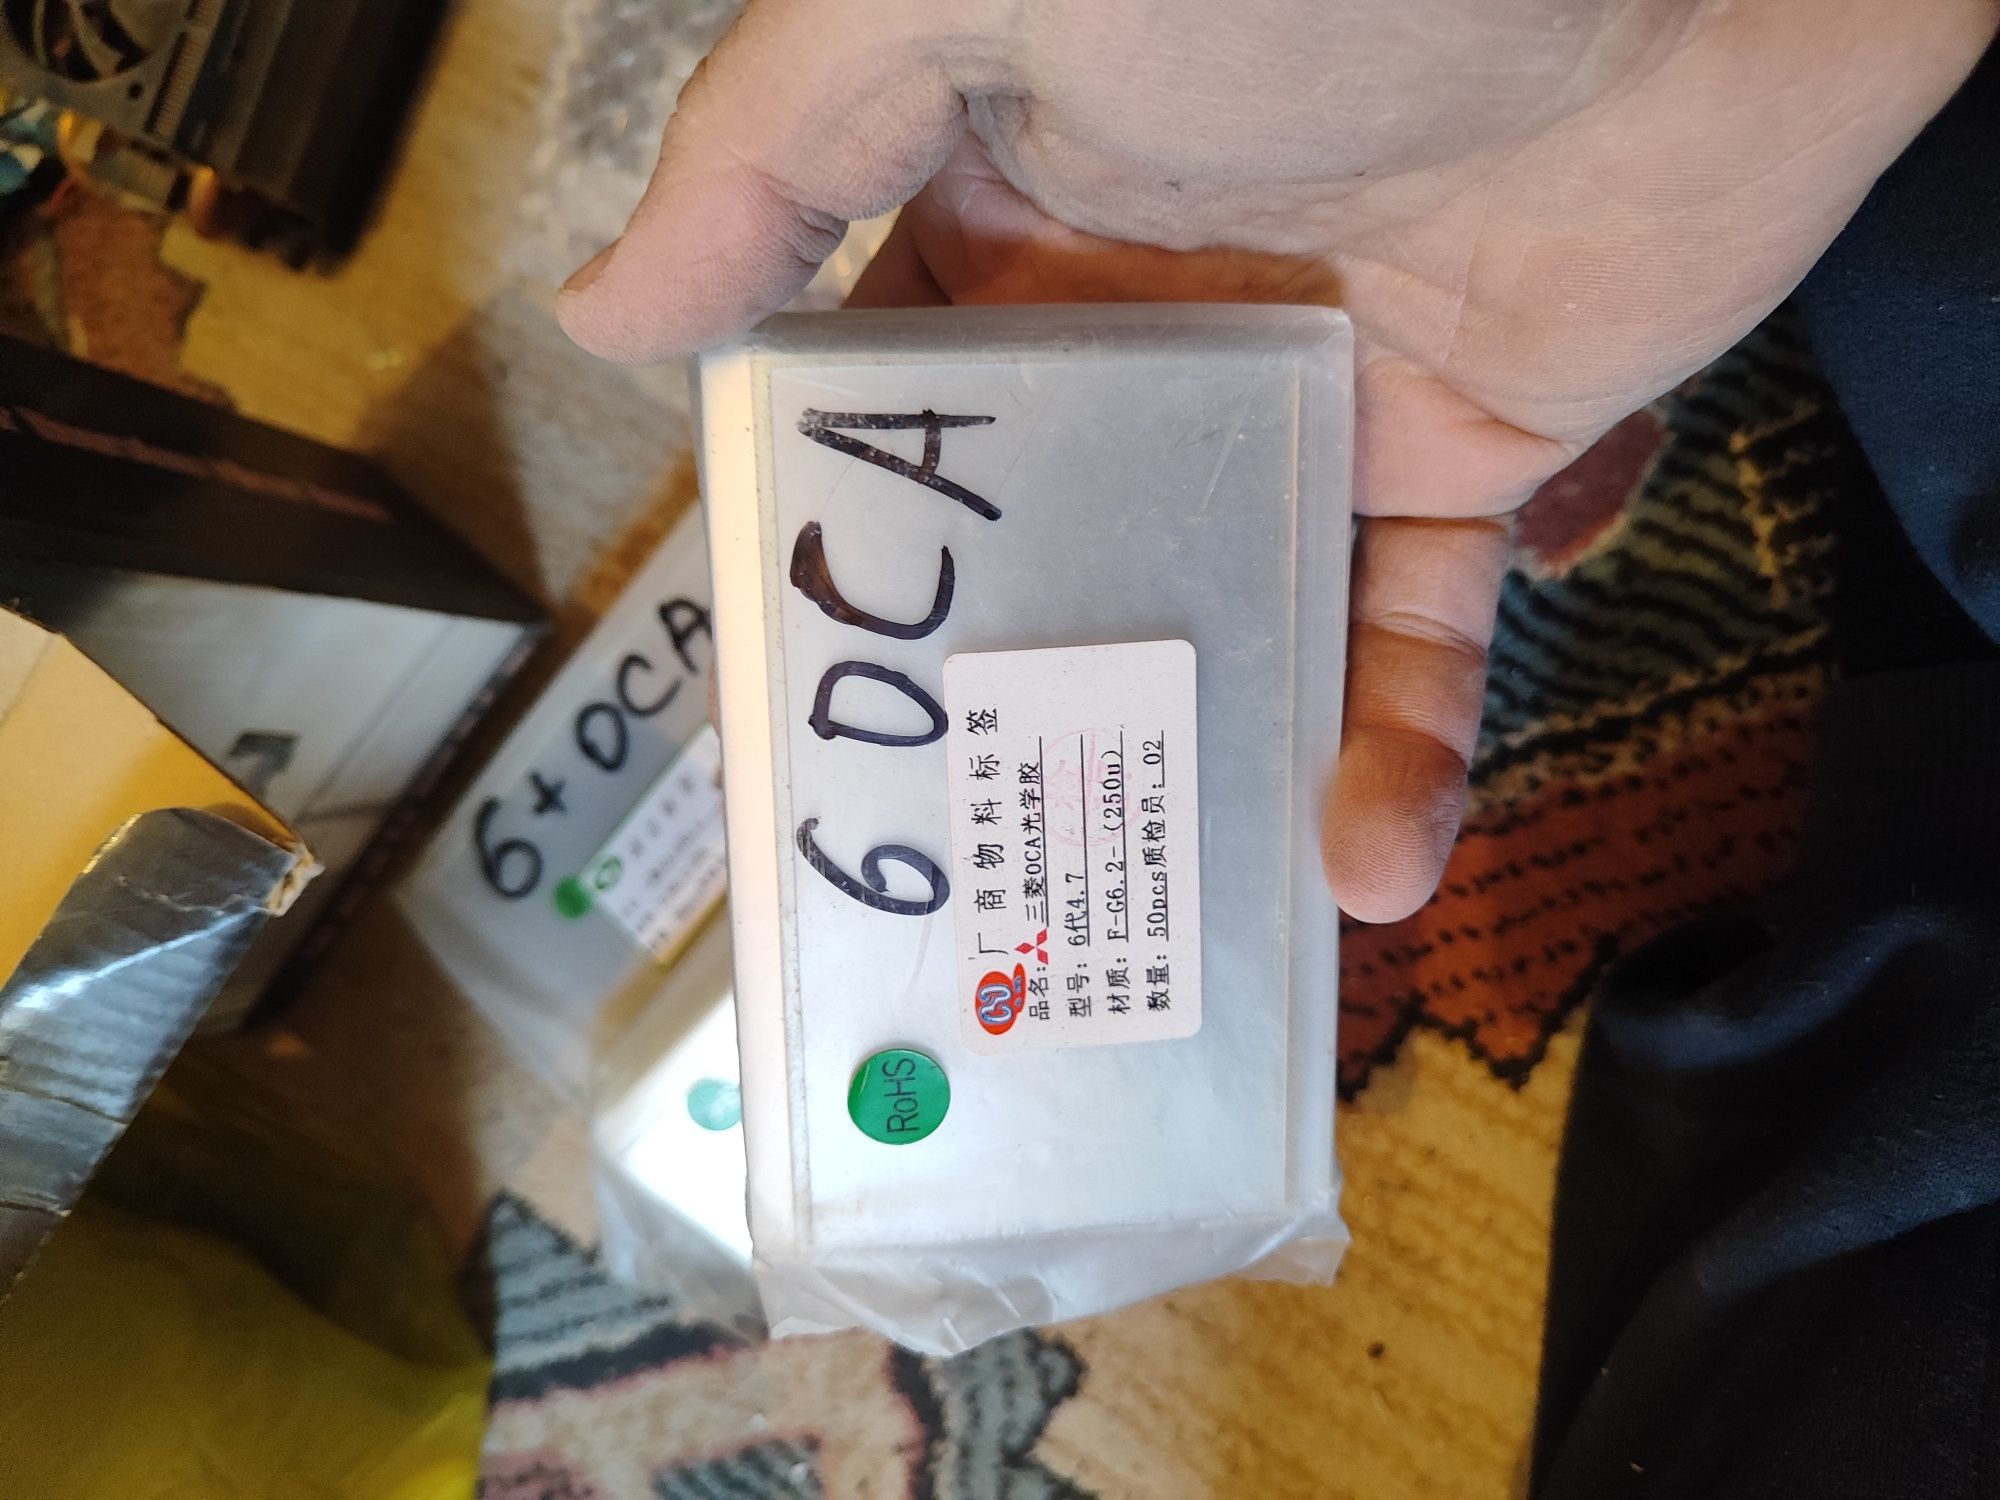 6 OCA
厂商物料标签
品名:三菱OCA光学胶
型号:6代4.7
材质:F-G6.2-(250u)
数量:50pcs质检员:02
RoHS
6+ OCA